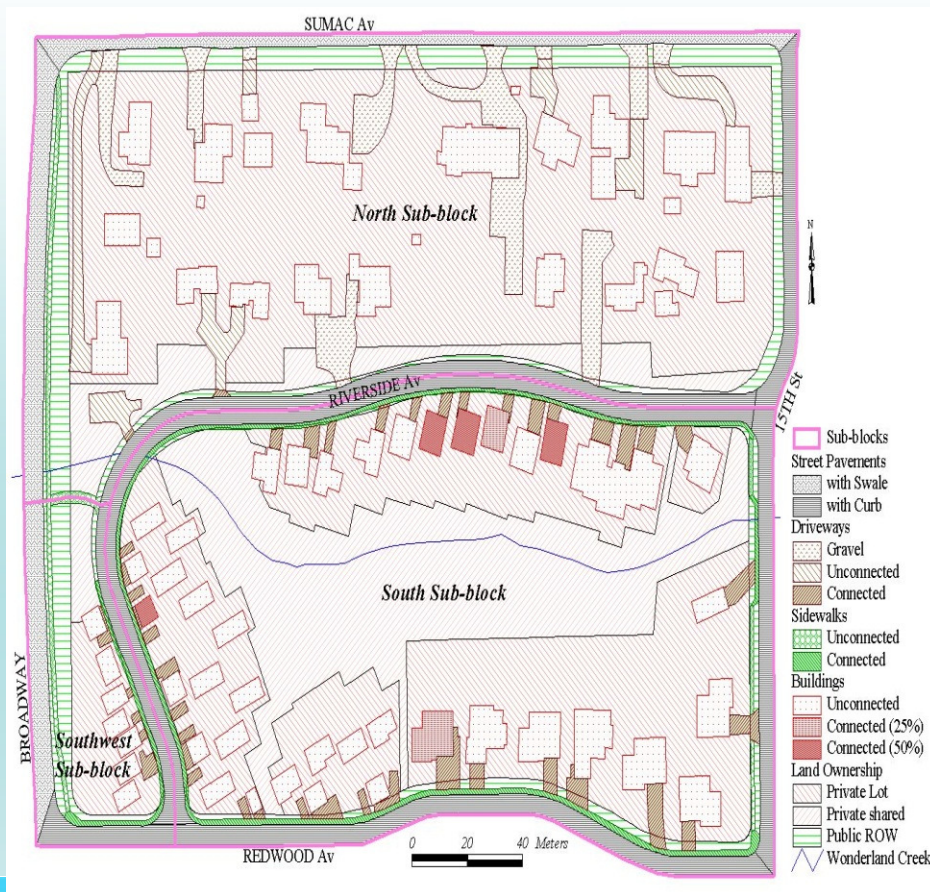 SUMAC Av
North Sub-block
N
RIVERSIDE Av
15TH St
South Sub-block
BROADWAY
Southwest
Sub-block
REDWOOD Av
0 20 40 Meters
Sub-blocks
Street Pavements
with Swale
with Curb
Driveways
Gravel
Unconnected
Connected
Sidewalks
Unconnected
Connected
Buildings
Unconnected
Connected (25%)
Connected (50%)
Land Ownership
Private Lot
Private shared
Public ROW
Wonderland Creek